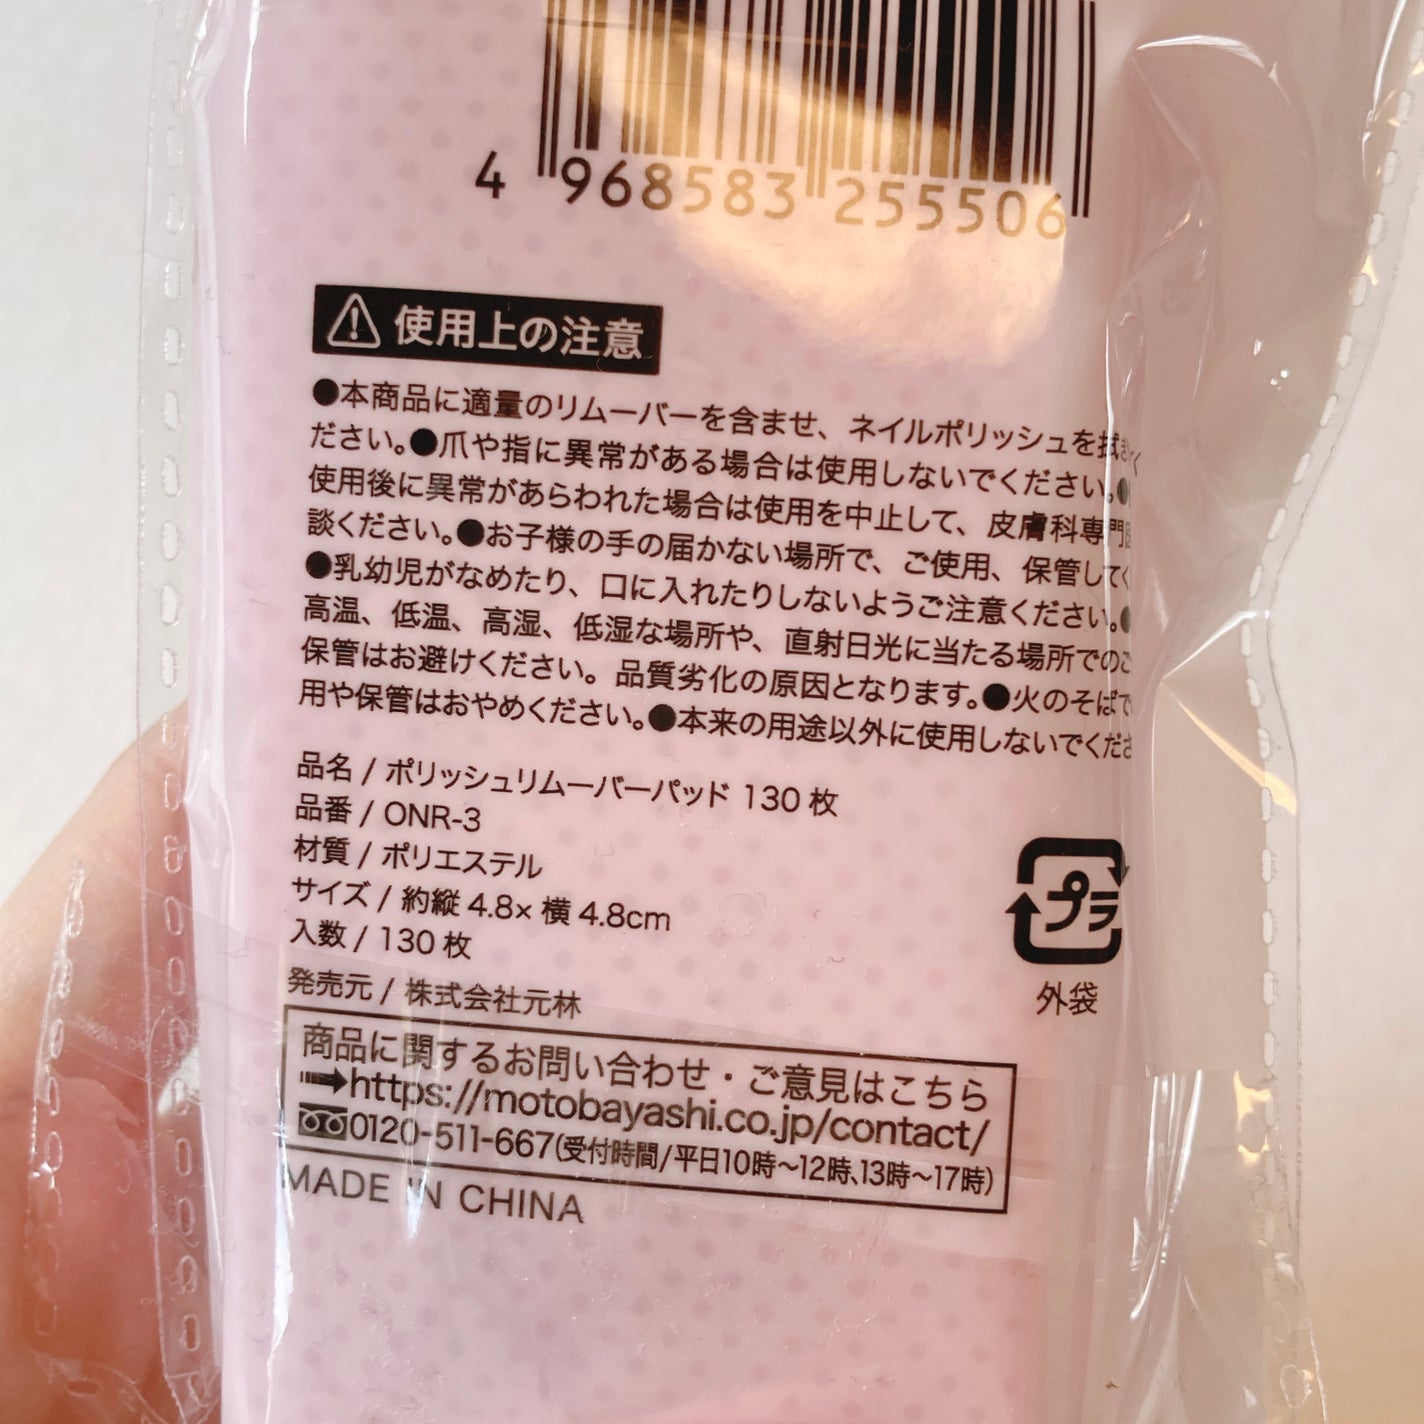 4 968583 255506
使用上の注意
●本商品に適量のリムーバーを含ませ、ネイルポリッシュを拭き
ださい。●爪や指に異常がある場合は使用しないでください。●
使用後に異常があらわれた場合は使用を中止して、皮膚科専門
談ください。●お子様の手の届かない場所で、ご使用、保管して
●乳幼児がなめたり、口に入れたりしないようご注意ください。●
高温、低温、高湿、低湿な場所や、直射日光に当たる場所でのご
保管はお避けください。品質劣化の原因となります。●火のそばで
用や保管はおやめください。●本来の用途以外に使用しないでくださ
品名 / ポリッシュリムーバーパッド 130 枚
品番 / ONR-3
材質 / ポリエステル
サイズ / 約縦 4.8× 横 4.8cm
入数 / 130 枚
プラ
外袋
発売元 / 株式会社元林
商品に関するお問い合わせ・ご意見はこちら
➡https://motobayashi.co.jp/contact/
0120-511-667(受付時間/平日10時〜12時、13時〜17時)
MADE IN CHINA